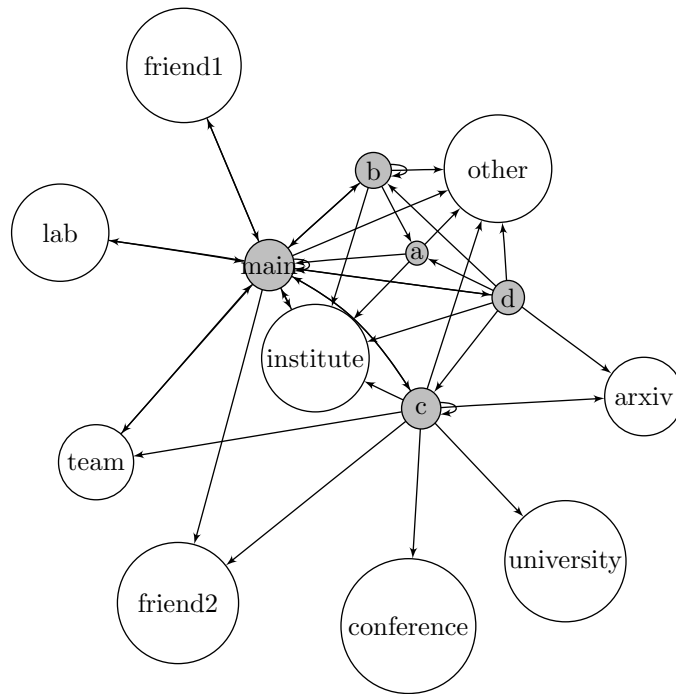 friend1
b
other
lab
a
main
d
institute
arxiv
c
team
university
friend2
conference